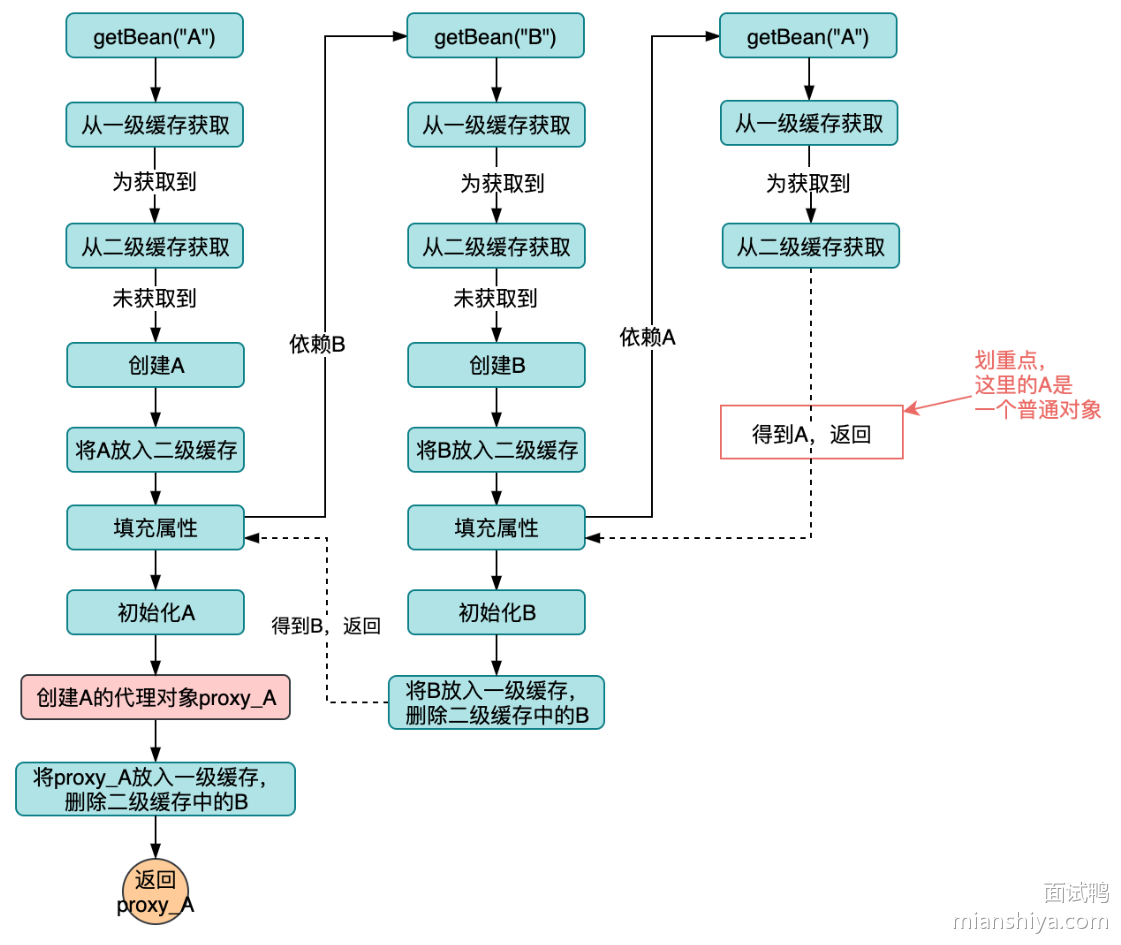 getBean("A")
从一级缓存获取
为获取到
从二级缓存获取
未获取到
创建A
将A放入二级缓存
填充属性
初始化A
创建A的代理对象proxy_A
将proxy_A放入一级缓存，
删除二级缓存中的B
返回
proxy_A
依赖B
得到B，返回
getBean("B")
从一级缓存获取
为获取到
从二级缓存获取
未获取到
创建B
将B放入二级缓存
填充属性
初始化B
将B放入一级缓存，
删除二级缓存中的B
依赖A
getBean("A")
从一级缓存获取
为获取到
从二级缓存获取
得到A，返回
划重点，
这里的A是
一个普通对象
面试鸭
mianshiya.com